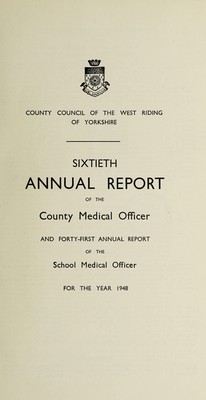 COUNTY COUNCIL OF THE WEST RIDING
OF YORKSHIRE
SIXTIETH
ANNUAL REPORT
OF THE
County Medical Officer
AND FORTY-FIRST ANNUAL REPORT
OF THE
School Medical Officer
FOR THE YEAR 1948